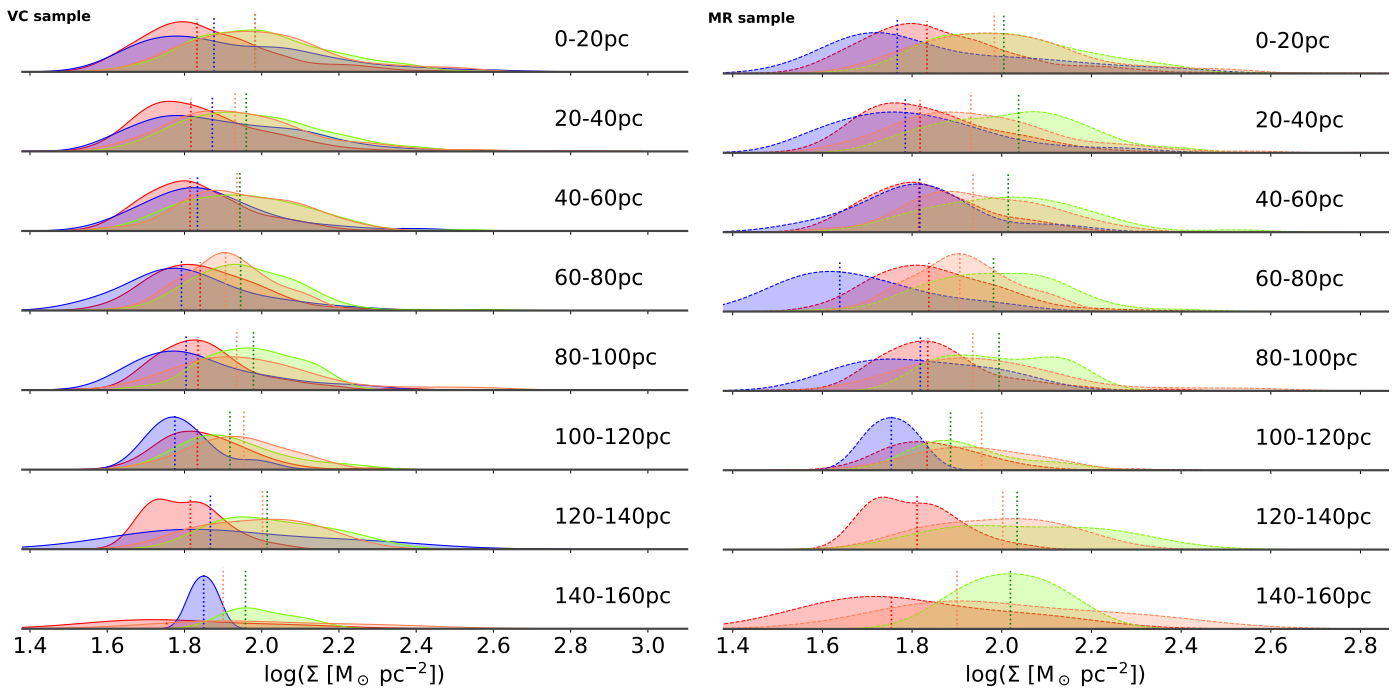 VC sample
0-20pc
20-40pc
40-60pc
60-80pc
80-100pc
100-120pc
120-140pc
140-160pc
1.4 1.6 1.8 2.0 2.2 2.4 2.6 2.8 3.0
log(Σ [M⊙ pc⁻²])
MR sample
0-20pc
20-40pc
40-60pc
60-80pc
80-100pc
100-120pc
120-140pc
140-160pc
1.4 1.6 1.8 2.0 2.2 2.4 2.6 2.8
log(Σ [M⊙ pc⁻²])